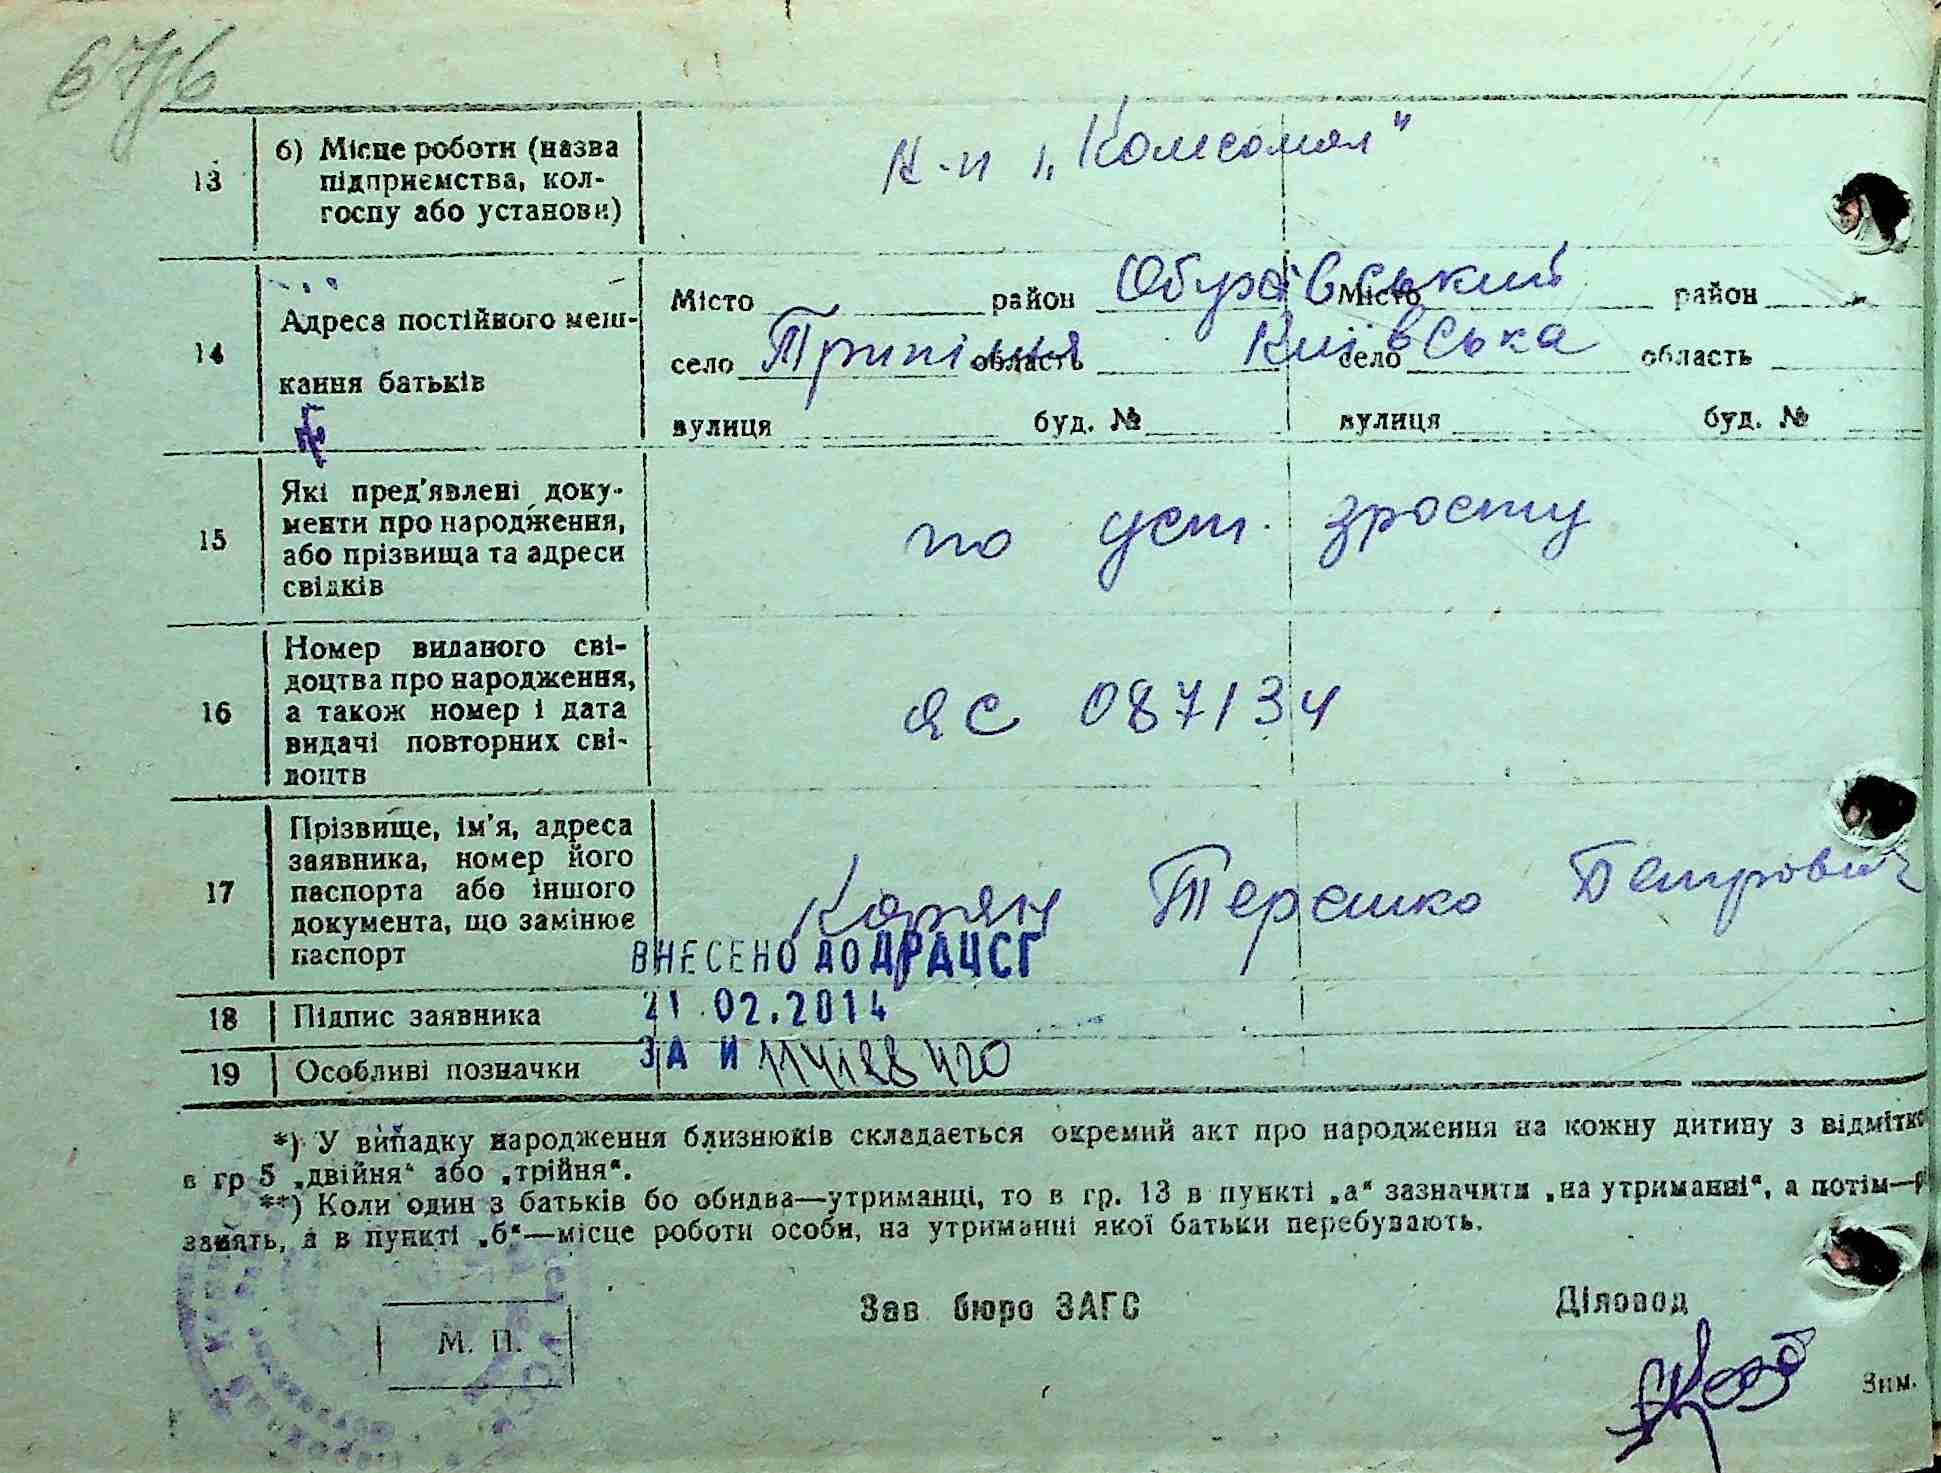 67/6
13 б) Місце роботи (назва
підприємства, кол-
госпу або установи)
к-п „Комсомол"
14 Адреса постійного меш-
кання батьків
Місто район Обухівський Місто район
село Трипілля область Київська село область
вулиця буд. № вулиця буд. №
15 Які пред'явлені доку-
менти про народження,
або прізвища та адреси
свідків
по уст. зросту
16 Номер виданого сві-
доцтва про народження,
а також номер і дата
видачі повторних сві-
доцтв
ЯС 087134
17 Прізвище, ім'я, адреса
заявника, номер його
паспорта або іншого
документа, що замінює
паспорт
Терешко Петрович
ВНЕСЕНО ДО ДРАЦСГ
18 Підпис заявника
21.02.2014
19 Особливі позначки
ЗА И 114188420
*) У випадку народження близнюків складається окремий акт про народження на кожну дитину з відмітко
в гр 5 „двійня“ або „трійня“.
**) Коли один з батьків бо обидва—утриманці, то в гр. 13 в пункті „а“ зазначити „на утриманні“, а потім—р
занять, а в пункті „б“—місце роботи особи, на утриманні якої батьки перебувають.
Зав бюро ЗАГС
Діловод
М. П.
Зим.